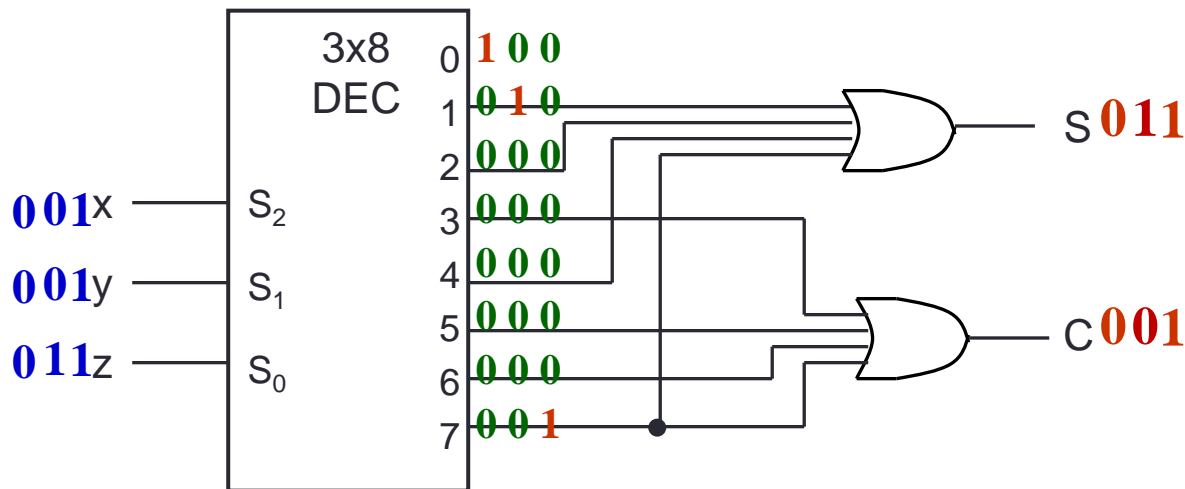 3x8
DEC
0 1 0 0
1 0 1 0
2 0 0 0
3 0 0 0
4 0 0 0
5 0 0 0
6 0 0 0
7 0 0 1
0 0 1 x S₂
0 0 1 y S₁
0 1 1 z S₀
S 0 1 1
C 0 0 1